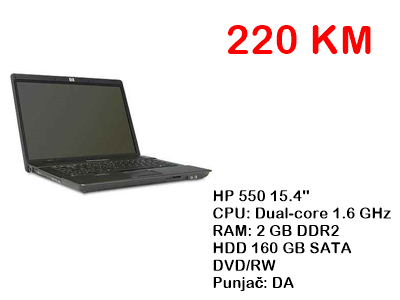 220 KM
HP 550 15.4"
CPU: Dual-core 1.6 GHz
RAM: 2 GB DDR2
HDD 160 GB SATA
DVD/RW
Punjač: DA